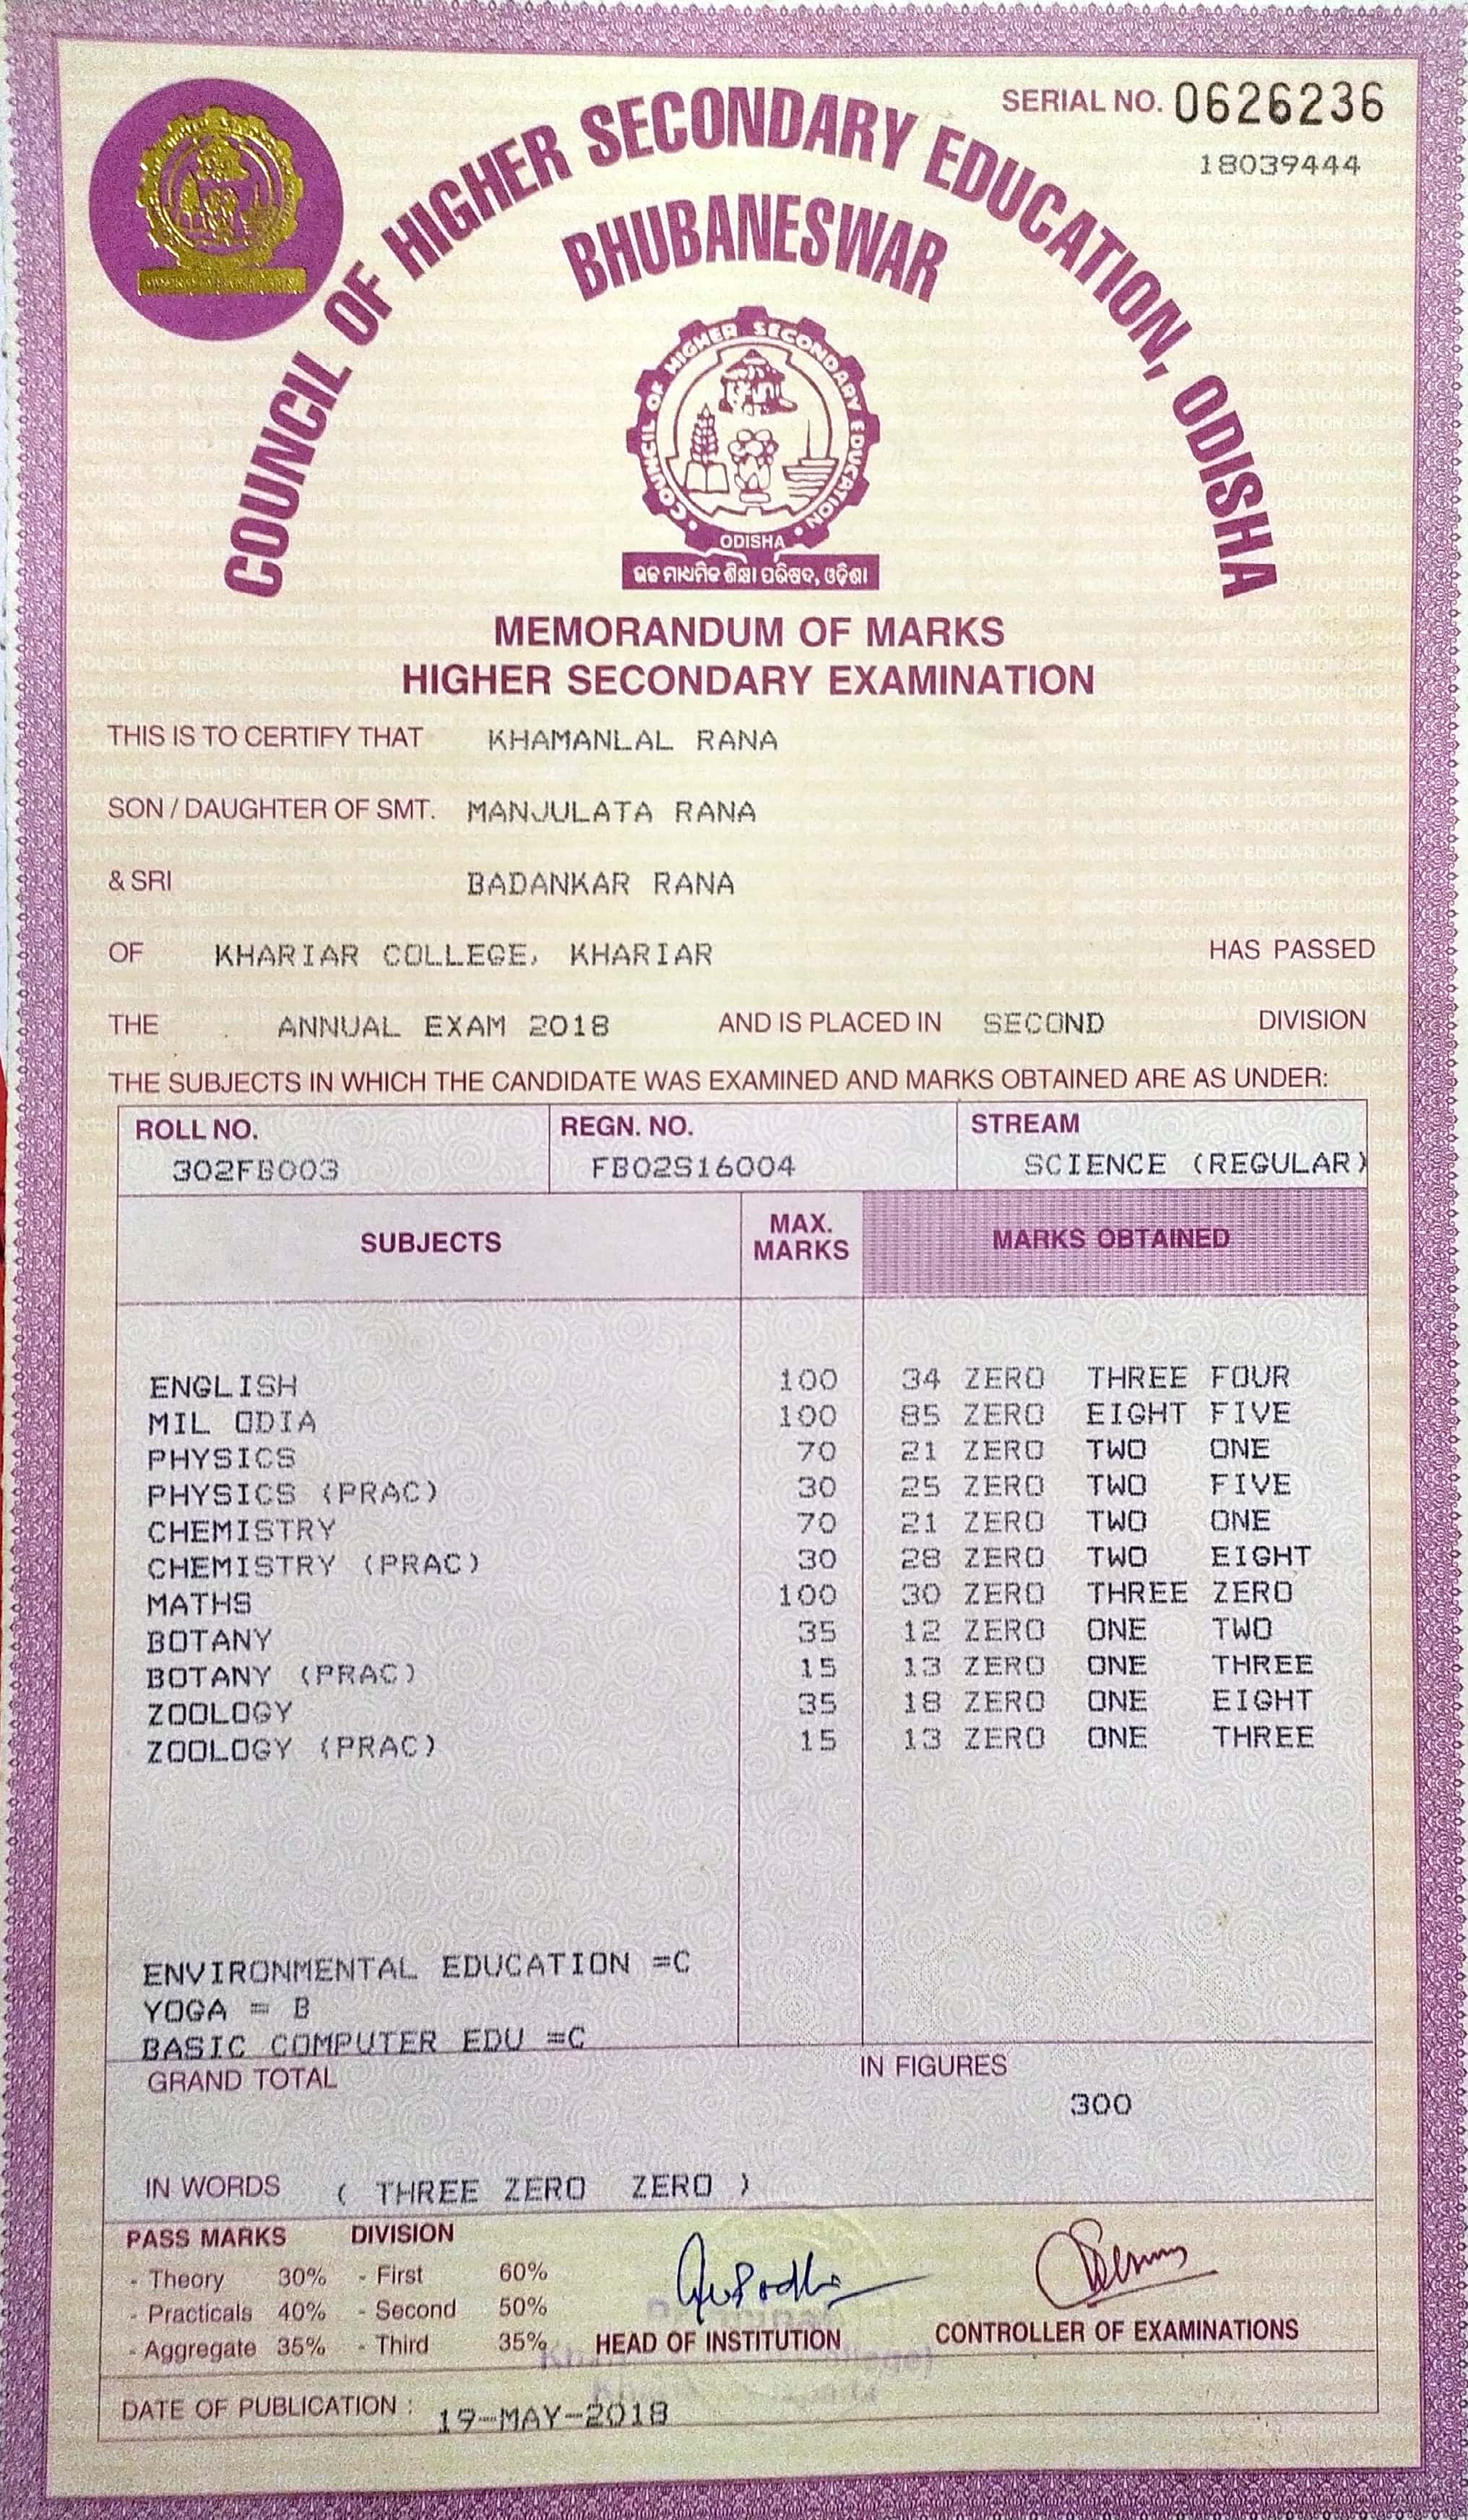 SERIAL NO. 0626236
18039444
COUNCIL OF HIGHER SECONDARY EDUCATION, ODISHA
BHUBANESWAR
COUNCIL OF HIGHER SECONDARY EDUCATION
ODISHA
ଉଚ୍ଚ ମାଧ୍ୟମିକ ଶିକ୍ଷା ପରିଷଦ, ଓଡ଼ିଶା
MEMORANDUM OF MARKS
HIGHER SECONDARY EXAMINATION
THIS IS TO CERTIFY THAT KHAMANLAL RANA
SON / DAUGHTER OF SMT. MANJULATA RANA
& SRI BADANKAR RANA
OF KHARIAR COLLEGE, KHARIAR HAS PASSED
THE ANNUAL EXAM 2018 AND IS PLACED IN SECOND DIVISION
THE SUBJECTS IN WHICH THE CANDIDATE WAS EXAMINED AND MARKS OBTAINED ARE AS UNDER:
ROLL NO. REGN. NO. STREAM
302FB003 FB02S16004 SCIENCE (REGULAR)
SUBJECTS MAX. MARKS MARKS OBTAINED
ENGLISH 100 34 ZERO THREE FOUR
MIL ODIA 100 85 ZERO EIGHT FIVE
PHYSICS 70 21 ZERO TWO ONE
PHYSICS (PRAC) 30 25 ZERO TWO FIVE
CHEMISTRY 70 21 ZERO TWO ONE
CHEMISTRY (PRAC) 30 28 ZERO TWO EIGHT
MATHS 100 30 ZERO THREE ZERO
BOTANY 35 12 ZERO ONE TWO
BOTANY (PRAC) 15 13 ZERO ONE THREE
ZOOLOGY 35 18 ZERO ONE EIGHT
ZOOLOGY (PRAC) 15 13 ZERO ONE THREE
ENVIRONMENTAL EDUCATION =C
YOGA = B
BASIC COMPUTER EDU =C
GRAND TOTAL IN FIGURES
300
IN WORDS ( THREE ZERO ZERO )
PASS MARKS DIVISION
- Theory 30% - First 60%
- Practicals 40% - Second 50%
- Aggregate 35% - Third 35%
HEAD OF INSTITUTION CONTROLLER OF EXAMINATIONS
DATE OF PUBLICATION : 19-MAY-2018